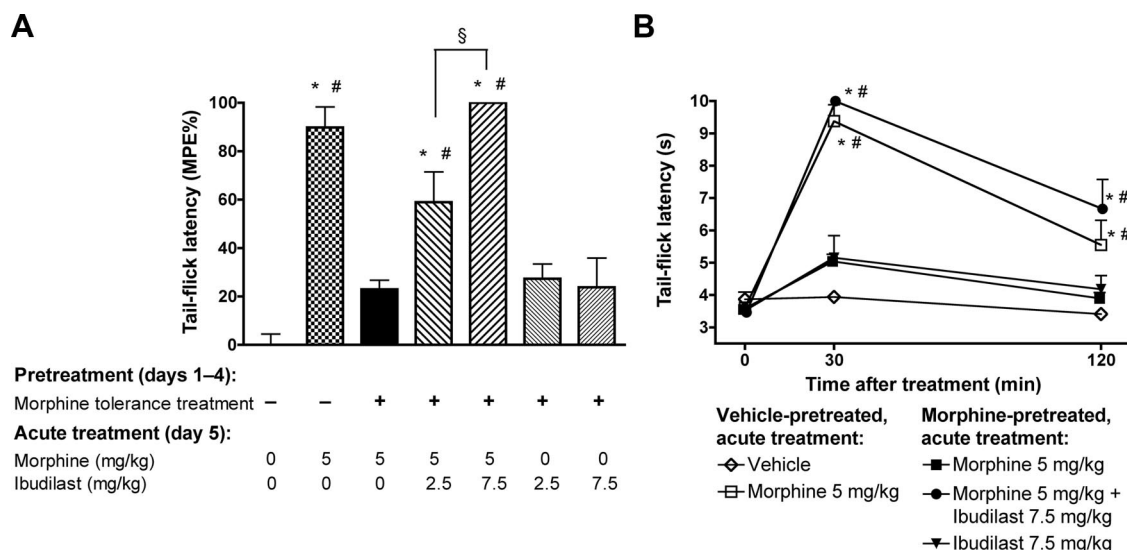 A
§
* #
* #
* #
Tail-flick latency (MPE%)
100
80
60
40
20
0
Pretreatment (days 1–4):
Morphine tolerance treatment – – + + + + +
Acute treatment (day 5):
Morphine (mg/kg) 0 5 5 5 5 0 0
Ibudilast (mg/kg) 0 0 0 2.5 7.5 2.5 7.5
B
Tail-flick latency (s)
10
9
8
7
6
5
4
3
* #
* #
* #
* #
0 30 120
Time after treatment (min)
Vehicle-pretreated,
acute treatment:
Vehicle
Morphine 5 mg/kg
Morphine-pretreated,
acute treatment:
Morphine 5 mg/kg
Morphine 5 mg/kg +
Ibudilast 7.5 mg/kg
Ibudilast 7.5 mg/kg